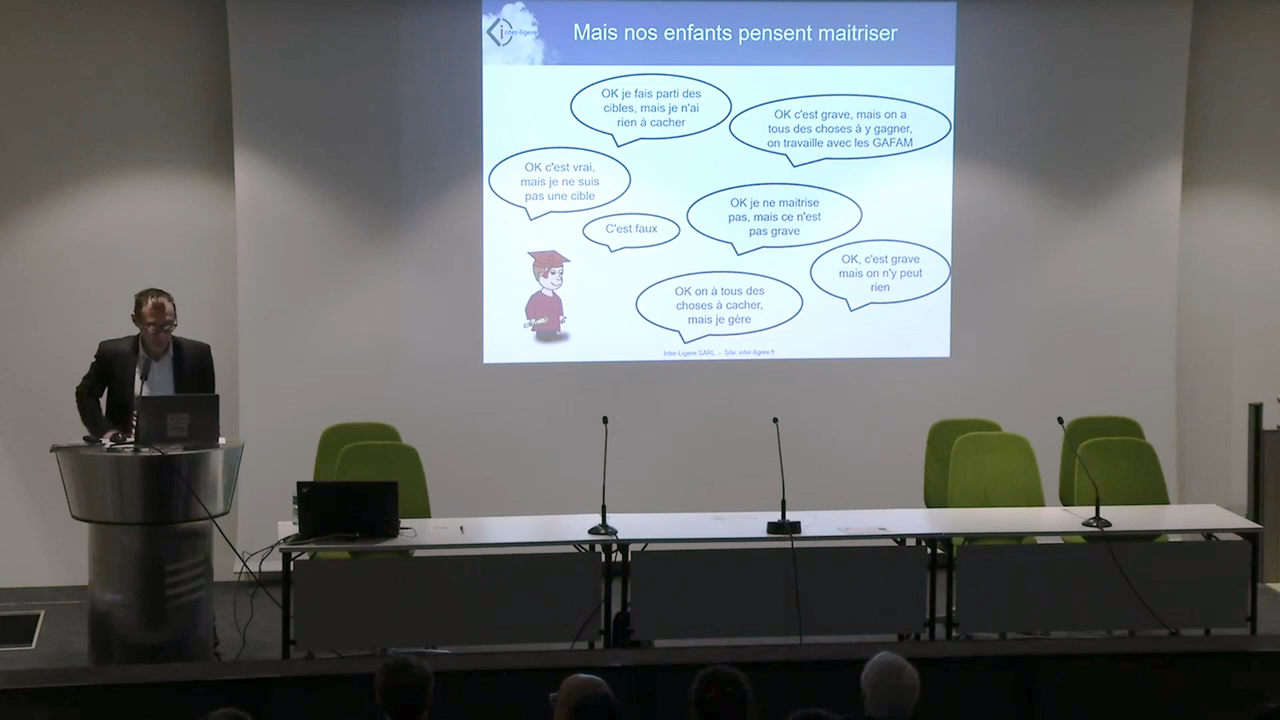 inter-ligere
Mais nos enfants pensent maitriser
OK je fais parti des
cibles, mais je n'ai
rien à cacher
OK c'est grave, mais on a
tous des choses à y gagner,
on travaille avec les GAFAM
OK c'est vrai,
mais je ne suis
pas une cible
C'est faux
OK je ne maitrise
pas, mais ce n'est
pas grave
OK, c'est grave
mais on n'y peut
rien
OK on à tous des
choses à cacher,
mais je gère
Inter-Ligere SARL - Site: inter-ligere.fr